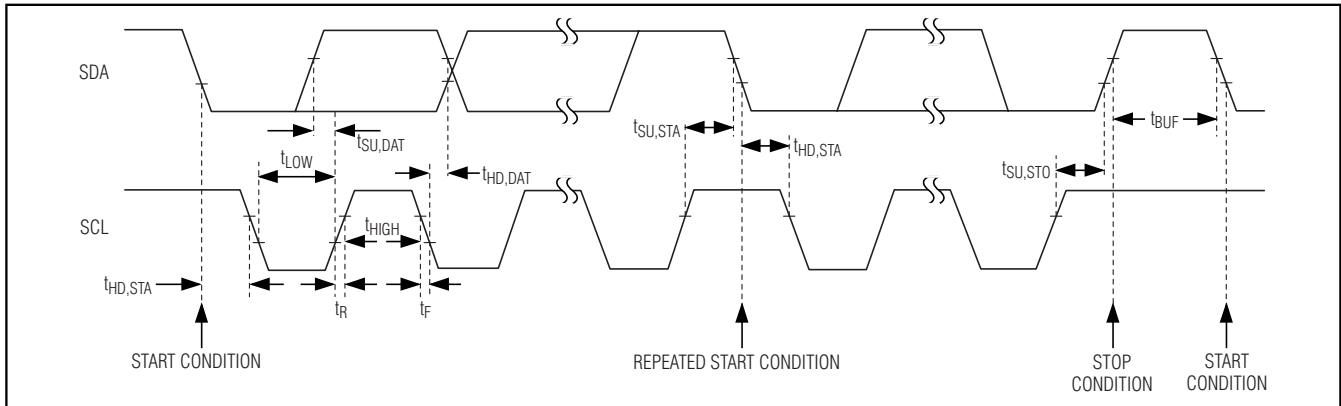 SDA
tSU,DAT
tLOW
tHD,DAT
tSU,STA
tHD,STA
tBUF
tSU,STO
SCL
tHIGH
tHD,STA
tR
tF
START CONDITION
REPEATED START CONDITION
STOP
CONDITION
START
CONDITION